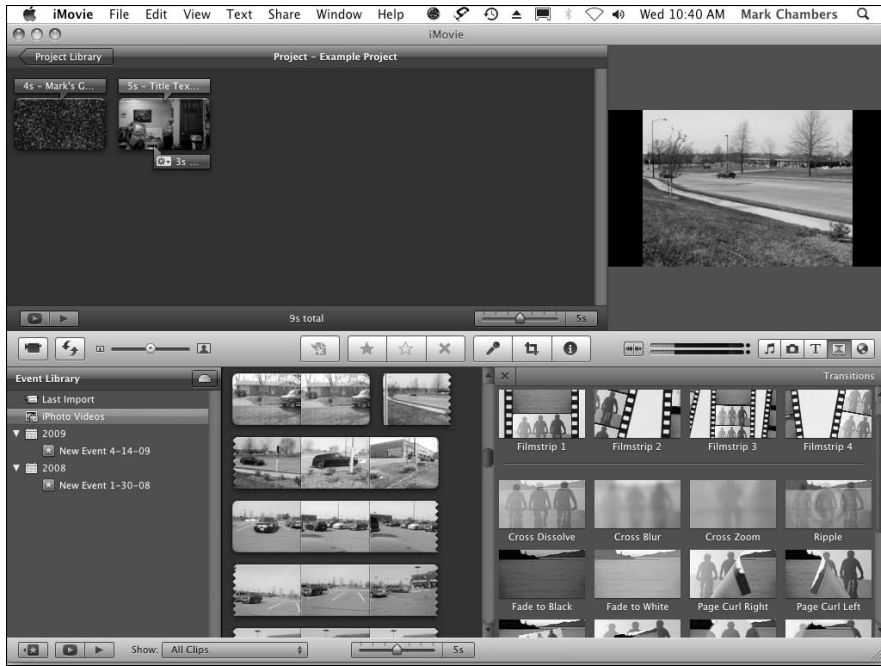 iMovie File Edit View Text Share Window Help Wed 10:40 AM Mark Chambers
iMovie
Project Library
Project – Example Project
4s – Mark's G...
5s – Title Tex...
3s ...
9s total
5s
Event Library
Transitions
Last Import
iPhoto Videos
2009
New Event 4-14-09
2008
New Event 1-30-08
Filmstrip 1
Filmstrip 2
Filmstrip 3
Filmstrip 4
Cross Dissolve
Cross Blur
Cross Zoom
Ripple
Fade to Black
Fade to White
Page Curl Right
Page Curl Left
Show: All Clips
5s